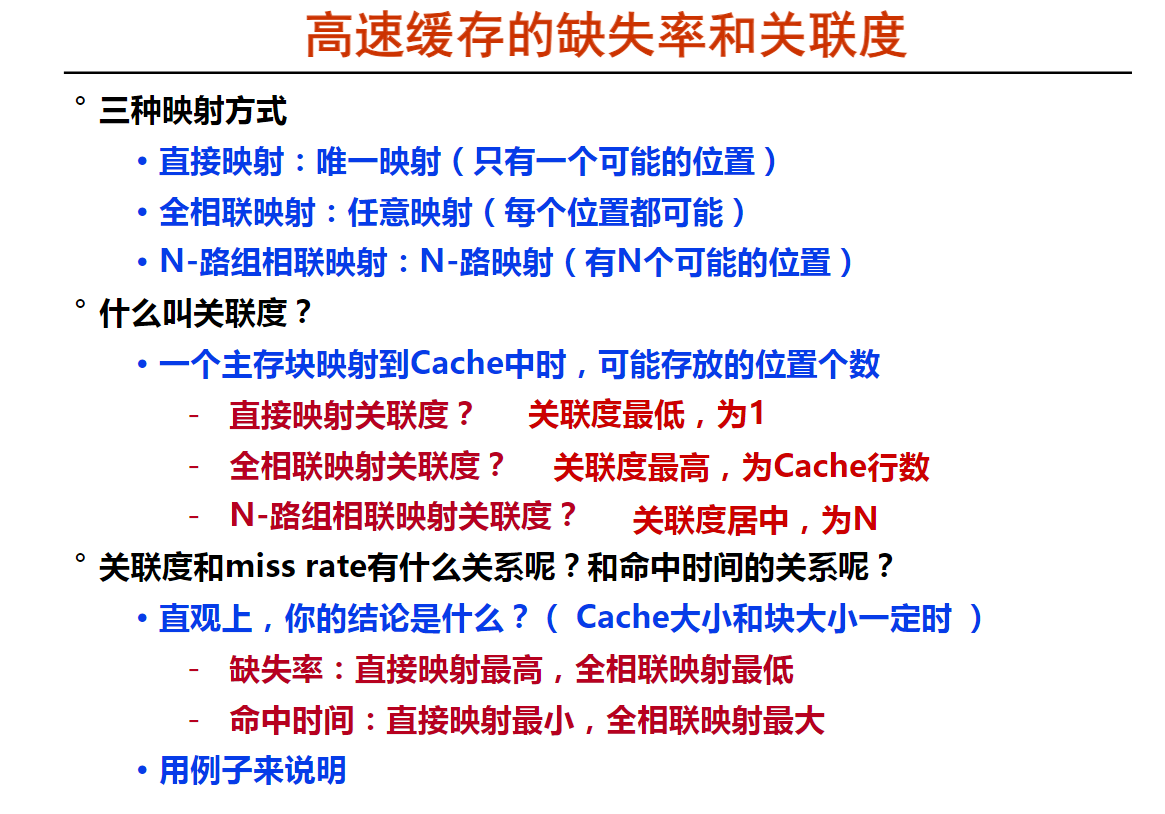 高速缓存的缺失率和关联度
° 三种映射方式
• 直接映射：唯一映射（只有一个可能的位置）
• 全相联映射：任意映射（每个位置都可能）
• N-路组相联映射：N-路映射（有N个可能的位置）
° 什么叫关联度？
• 一个主存块映射到Cache中时，可能存放的位置个数
- 直接映射关联度？ 关联度最低，为1
- 全相联映射关联度？ 关联度最高，为Cache行数
- N-路组相联映射关联度？ 关联度居中，为N
° 关联度和miss rate有什么关系呢？和命中时间的关系呢？
• 直观上，你的结论是什么？（ Cache大小和块大小一定时 ）
- 缺失率：直接映射最高，全相联映射最低
- 命中时间：直接映射最小，全相联映射最大
• 用例子来说明